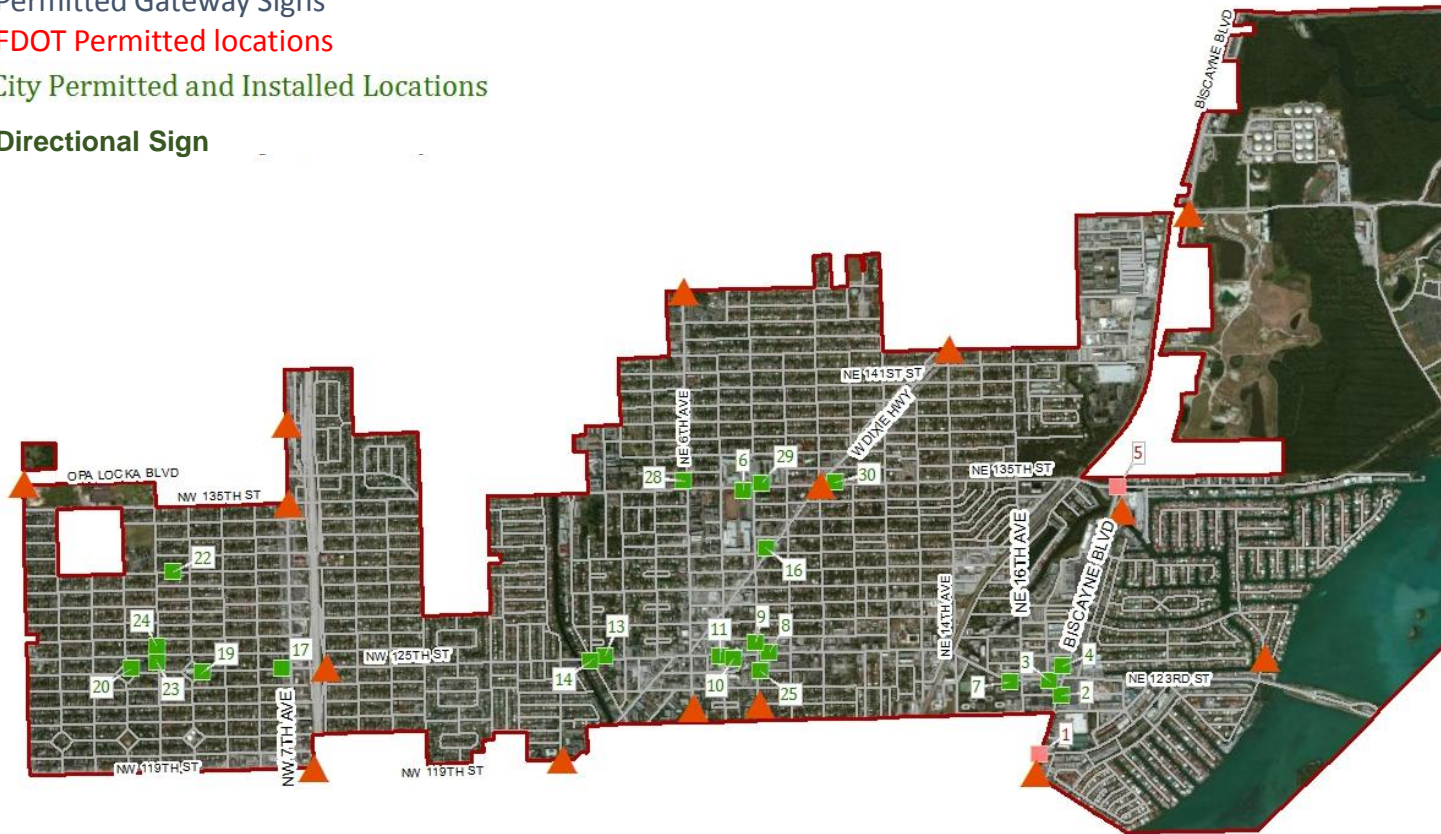 Permitted Gateway Signs
FDOT Permitted locations
City Permitted and Installed Locations
Directional Sign
BISCAYNE BLVD
NE 141ST ST
W DIXIE HWY
NE 6TH AVE
OPA LOCKA BLVD
NW 135TH ST
28
6
29
30
NE 135TH ST
5
22
16
NE 16TH AVE
BISCAYNE BLVD
24
20
23
19
17
NW 125TH ST
14
13
11
9
8
10
25
NE 14TH AVE
7
3
4
2
NE 123RD ST
NW 7TH AVE
1
NW 119TH ST
NW 119TH ST